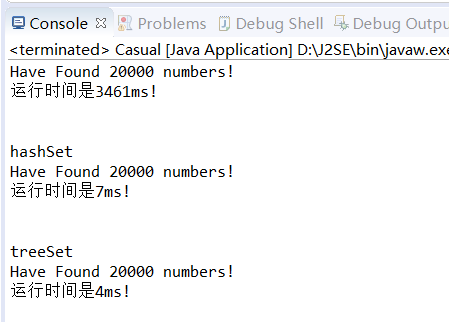 Console Problems Debug Shell Debug Outpu
<terminated> Casual [Java Application] D:\J2SE\bin\javaw.exe
Have Found 20000 numbers!
运行时间是3461ms!
hashSet
Have Found 20000 numbers!
运行时间是7ms!
treeSet
Have Found 20000 numbers!
运行时间是4ms!